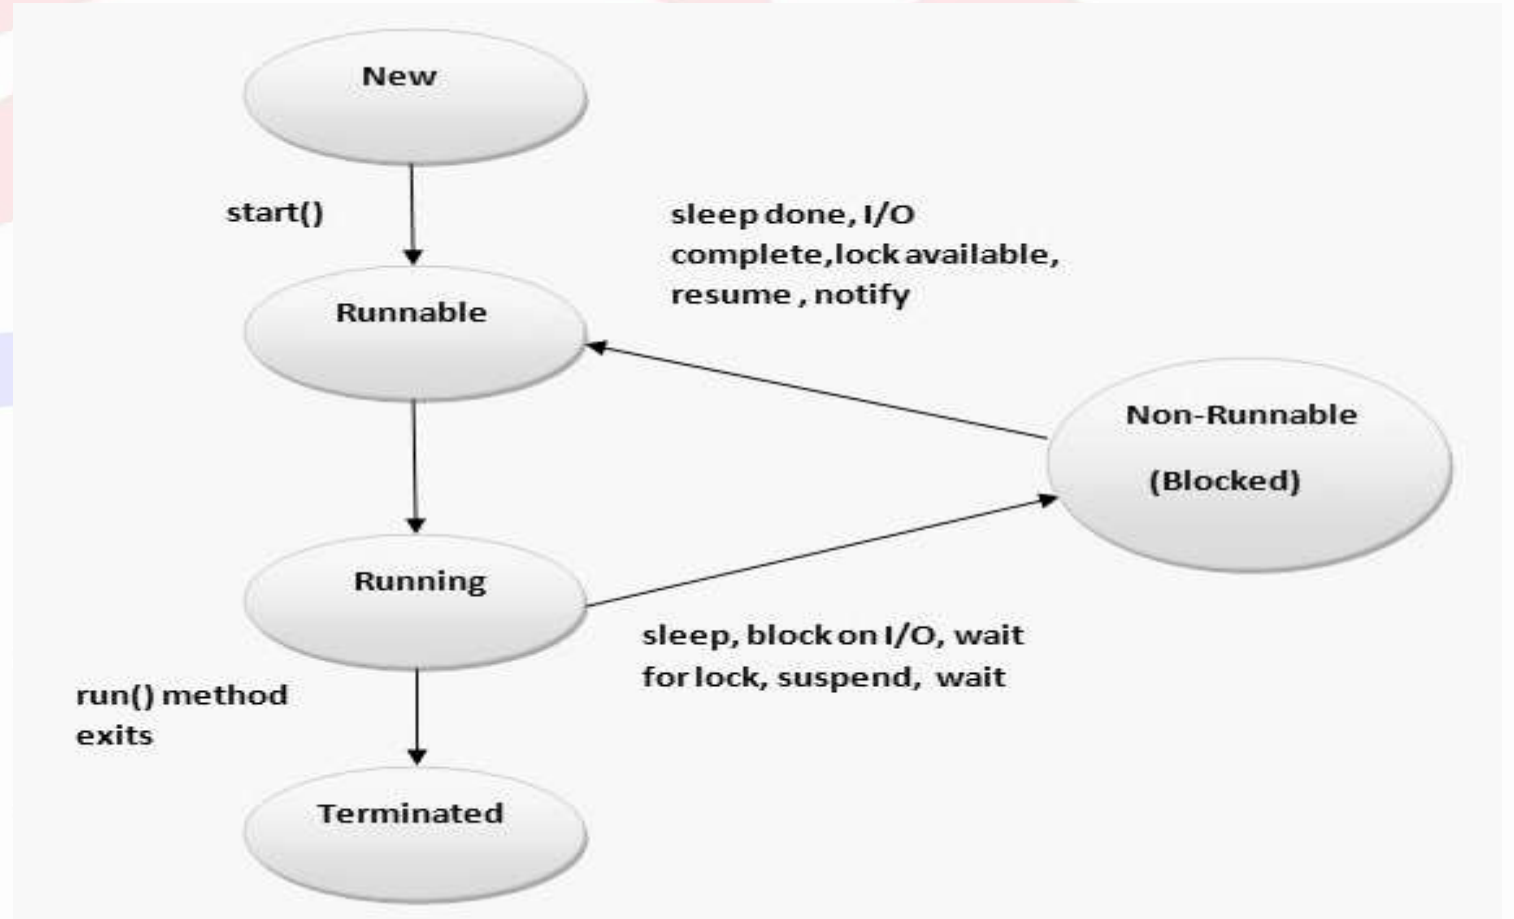 New
start()
sleep done, I/O
complete,lock available,
resume , notify
Runnable
Non-Runnable
(Blocked)
Running
sleep, block on I/O, wait
for lock, suspend, wait
run() method
exits
Terminated